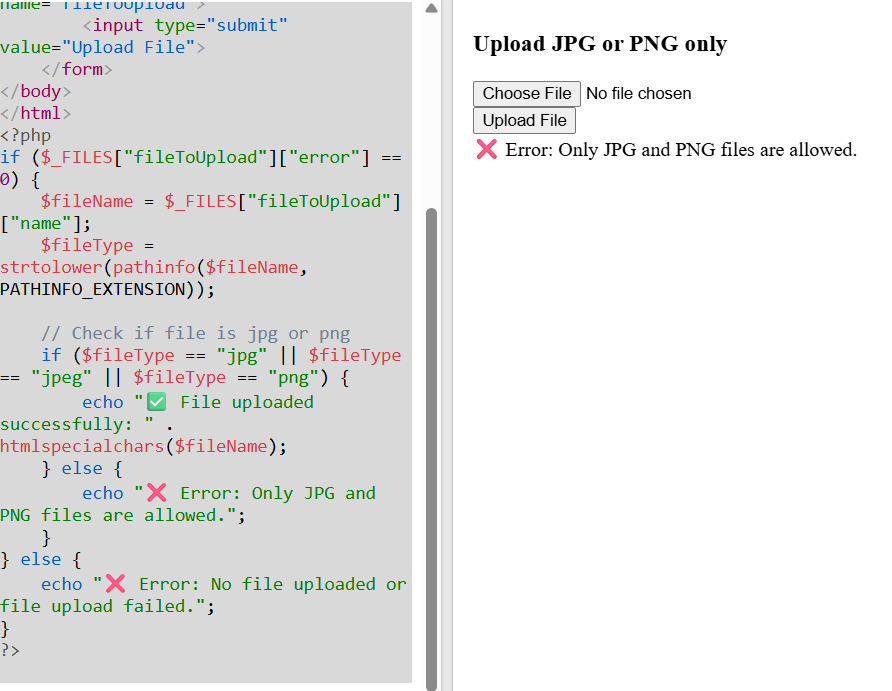 name="fileToUpload">
        <input type="submit"
value="Upload File">
    </form>
</body>
</html>
<?php
if ($_FILES["fileToUpload"]["error"] ==
0) {
    $fileName = $_FILES["fileToUpload"]
["name"];
    $fileType =
strtolower(pathinfo($fileName,
PATHINFO_EXTENSION));

    // Check if file is jpg or png
    if ($fileType == "jpg" || $fileType
== "jpeg" || $fileType == "png") {
        echo "✅ File uploaded
successfully: " .
htmlspecialchars($fileName);
    } else {
        echo "❌ Error: Only JPG and
PNG files are allowed.";
    }
} else {
    echo "❌ Error: No file uploaded or
file upload failed.";
}
?>
Upload JPG or PNG only
Choose File No file chosen
Upload File
❌ Error: Only JPG and PNG files are allowed.